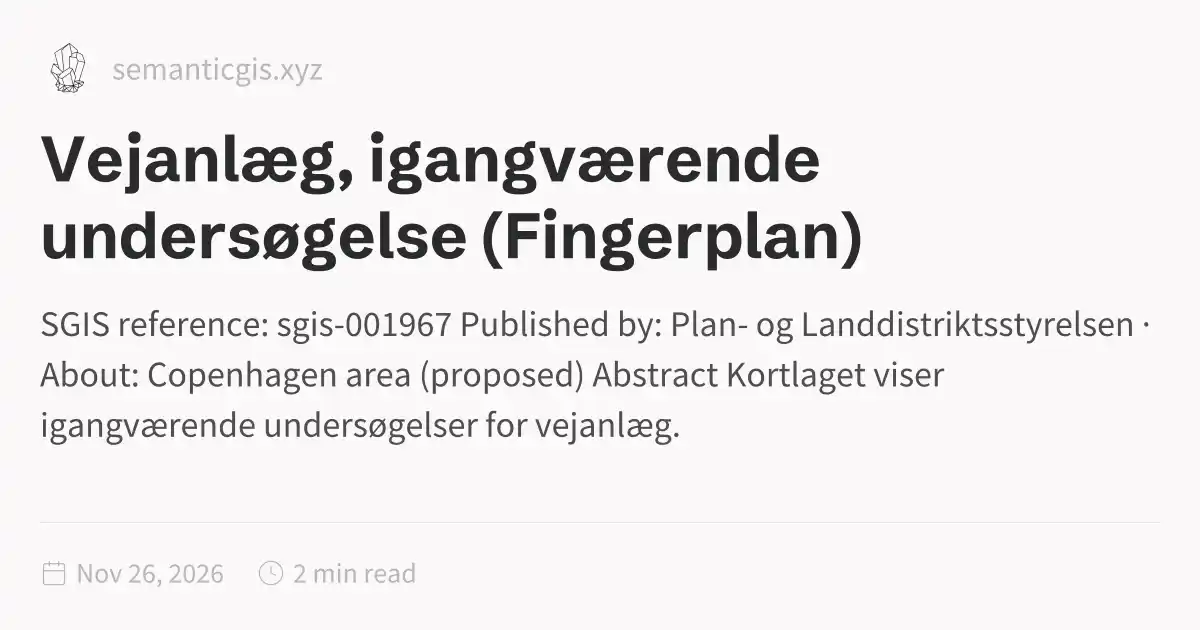 semanticgis.xyz
Vejanlæg, igangværende
undersøgelse (Fingerplan)
SGIS reference: sgis-001967 Published by: Plan- og Landdistriktsstyrelsen ·
About: Copenhagen area (proposed) Abstract Kortlaget viser
igangværende undersøgelser for vejanlæg.
Nov 26, 2026 2 min read